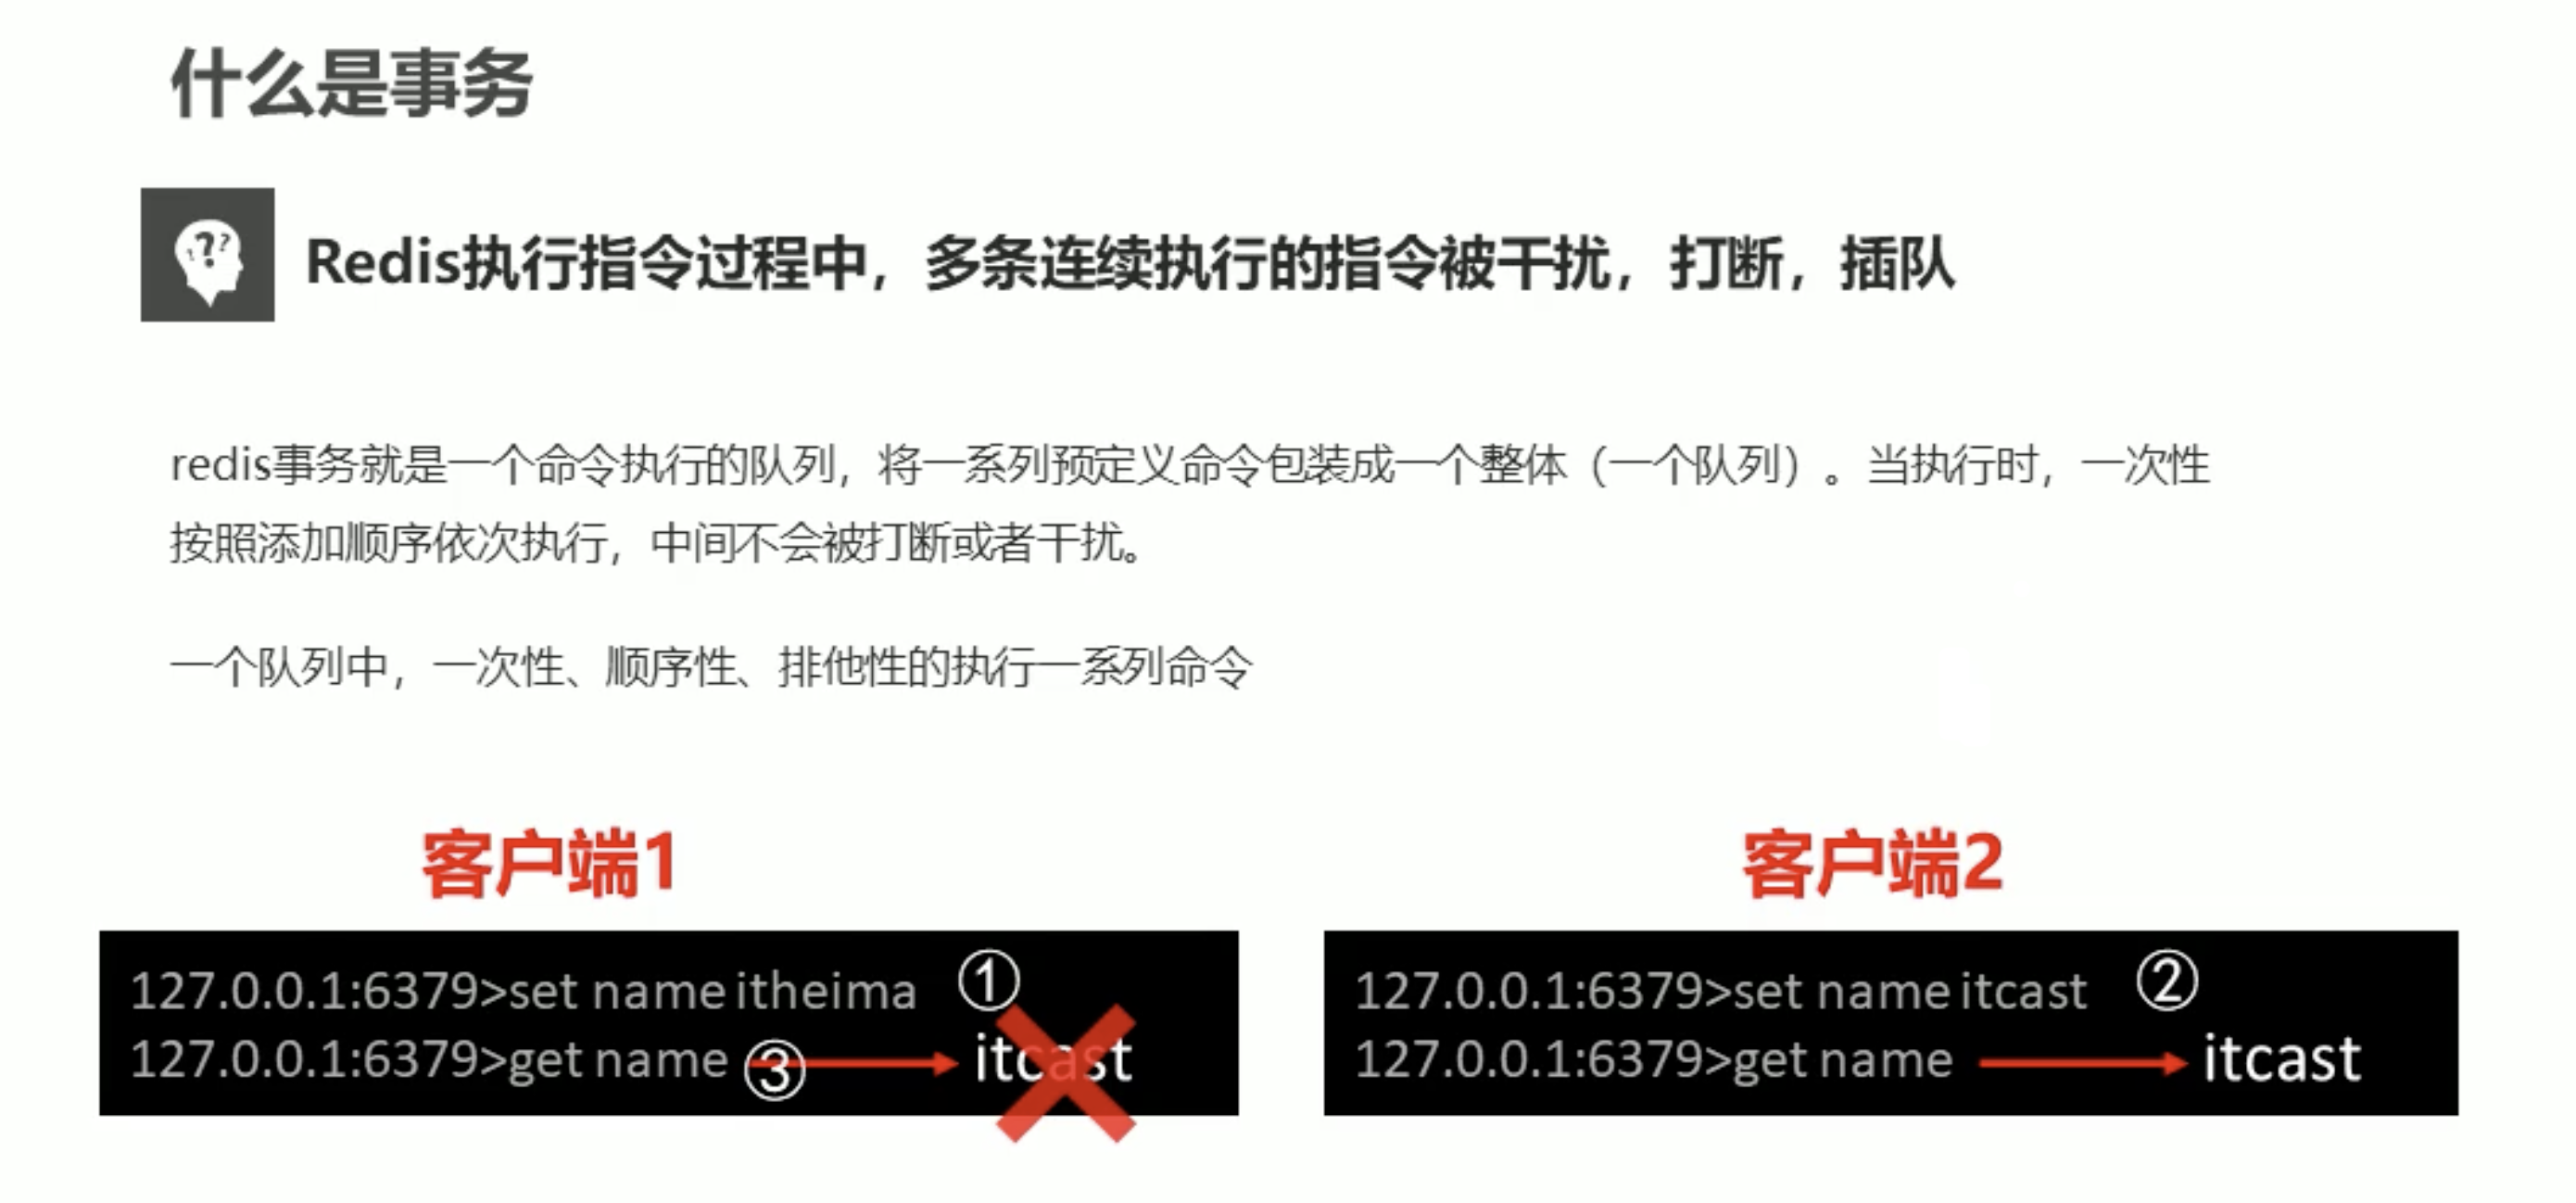 什么是事务
Redis执行指令过程中，多条连续执行的指令被干扰，打断，插队
redis事务就是一个命令执行的队列，将一系列预定义命令包装成一个整体（一个队列）。当执行时，一次性
按照添加顺序依次执行，中间不会被打断或者干扰。
一个队列中，一次性、顺序性、排他性的执行一系列命令
客户端1
127.0.0.1:6379>set name itheima ①
127.0.0.1:6379>get name ③ itcast
客户端2
127.0.0.1:6379>set name itcast ②
127.0.0.1:6379>get name itcast